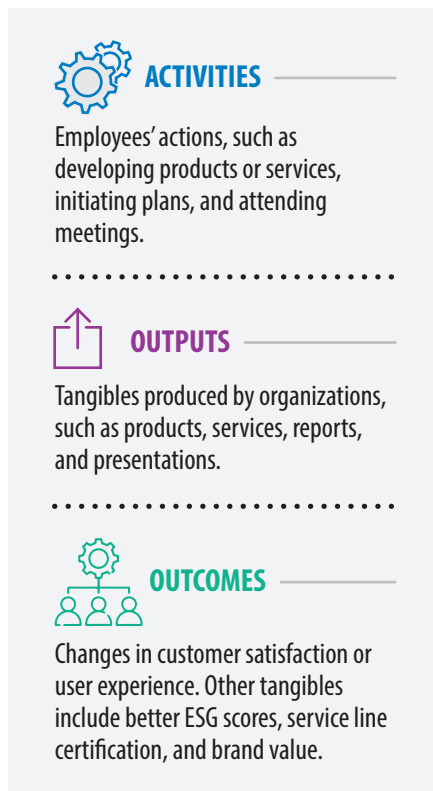 ACTIVITIES
Employees’ actions, such as
developing products or services,
initiating plans, and attending
meetings.
OUTPUTS
Tangibles produced by organizations,
such as products, services, reports,
and presentations.
OUTCOMES
Changes in customer satisfaction or
user experience. Other tangibles
include better ESG scores, service line
certification, and brand value.